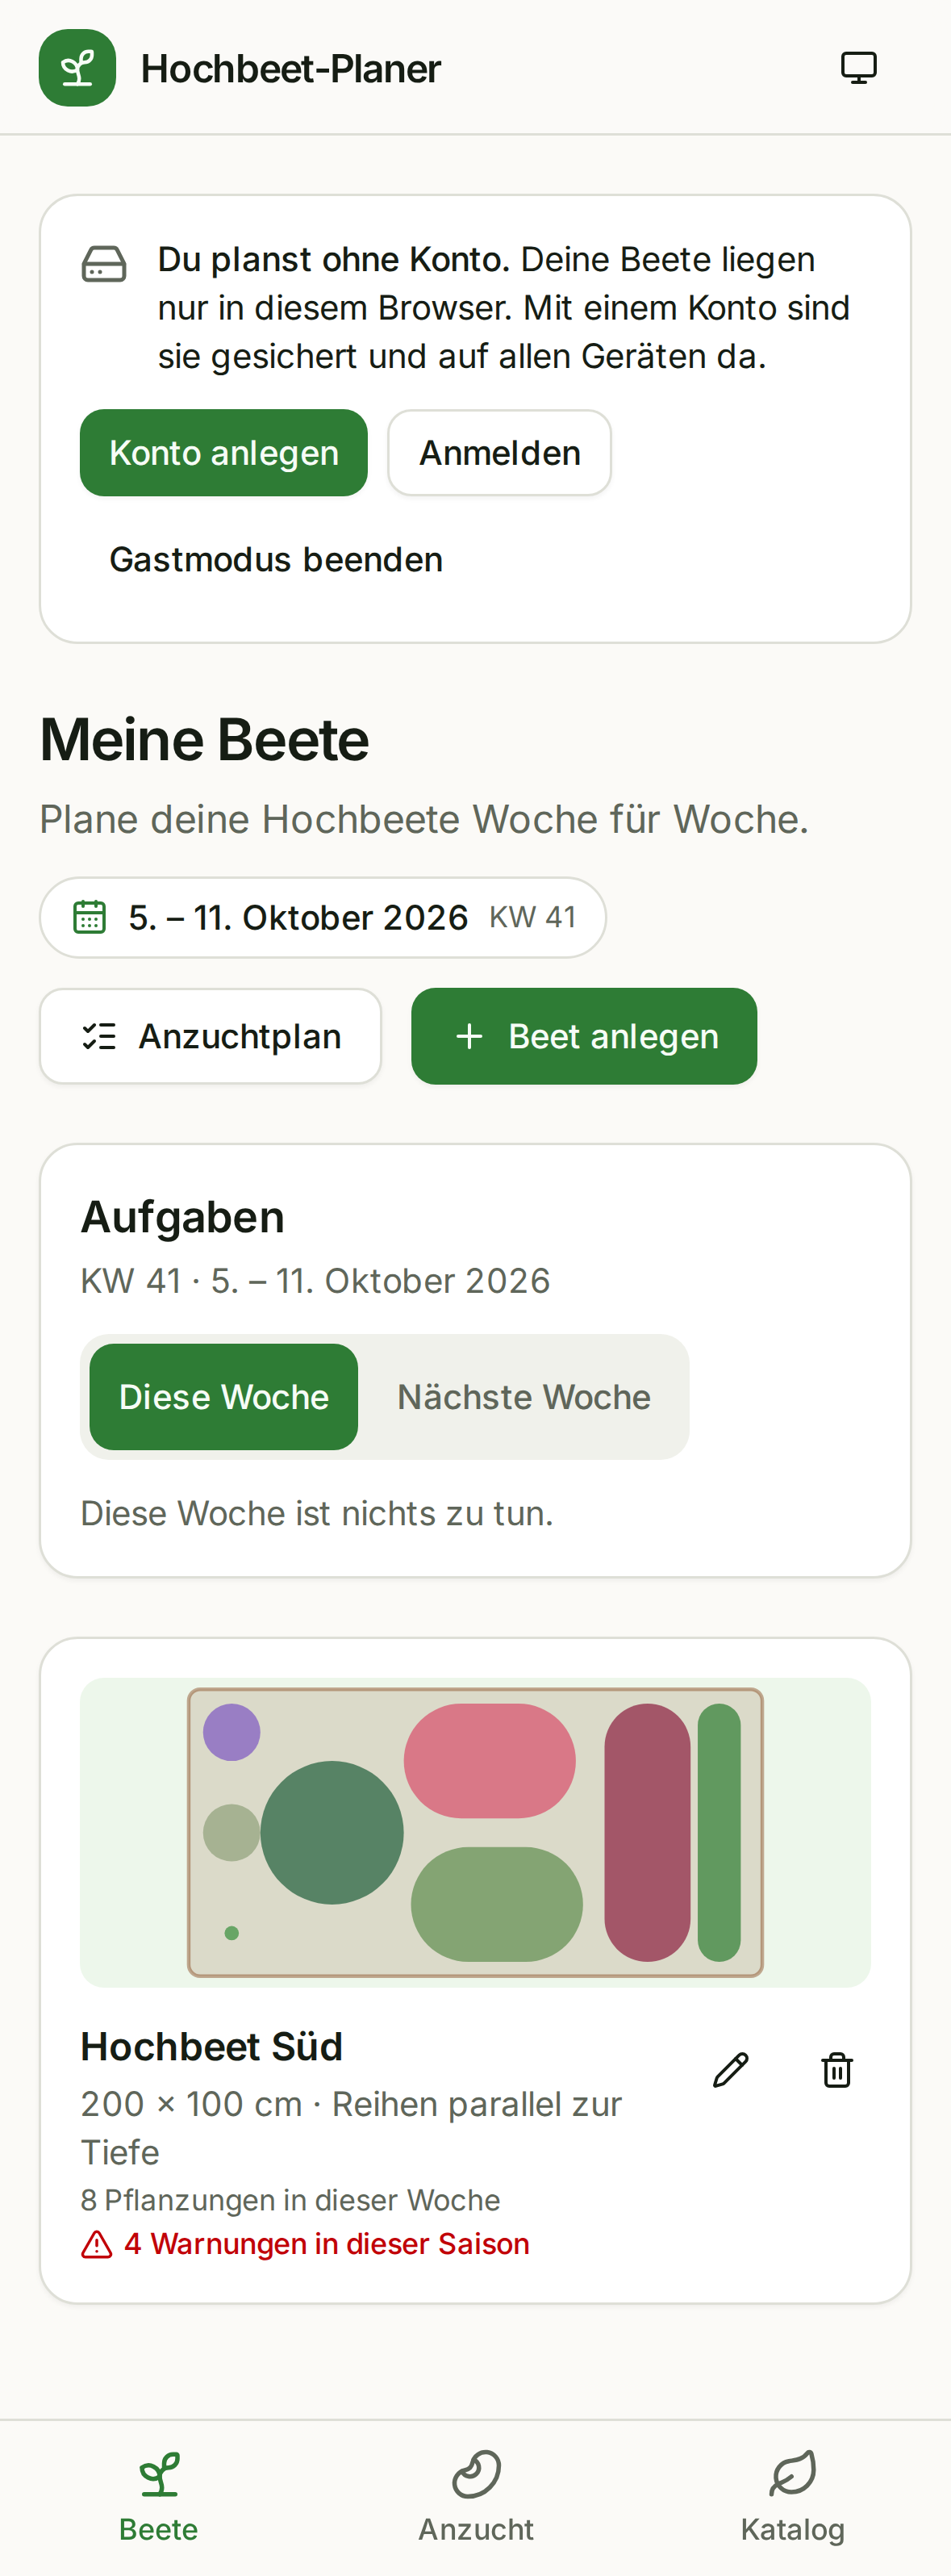 Hochbeet-Planer
Du planst ohne Konto. Deine Beete liegen
nur in diesem Browser. Mit einem Konto sind
sie gesichert und auf allen Geräten da.
Konto anlegen
Anmelden
Gastmodus beenden
Meine Beete
Plane deine Hochbeete Woche für Woche.
5. – 11. Oktober 2026 KW 41
Anzuchtplan
Beet anlegen
Aufgaben
KW 41 · 5. – 11. Oktober 2026
Diese Woche
Nächste Woche
Diese Woche ist nichts zu tun.
Hochbeet Süd
200 × 100 cm · Reihen parallel zur
Tiefe
8 Pflanzungen in dieser Woche
4 Warnungen in dieser Saison
Beete
Anzucht
Katalog